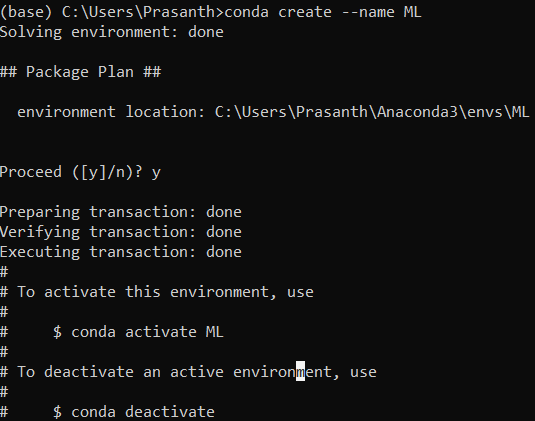 (base) C:\Users\Prasanth>conda create --name ML
Solving environment: done
## Package Plan ##
environment location: C:\Users\Prasanth\Anaconda3\envs\ML
Proceed ([y]/n)? y
Preparing transaction: done
Verifying transaction: done
Executing transaction: done
#
# To activate this environment, use
#
#     $ conda activate ML
#
# To deactivate an active environment, use
#
#     $ conda deactivate